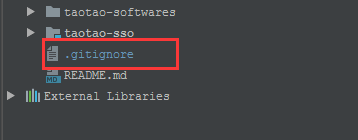 taotao-softwares
taotao-sso
.gitignore
README.md
External Libraries